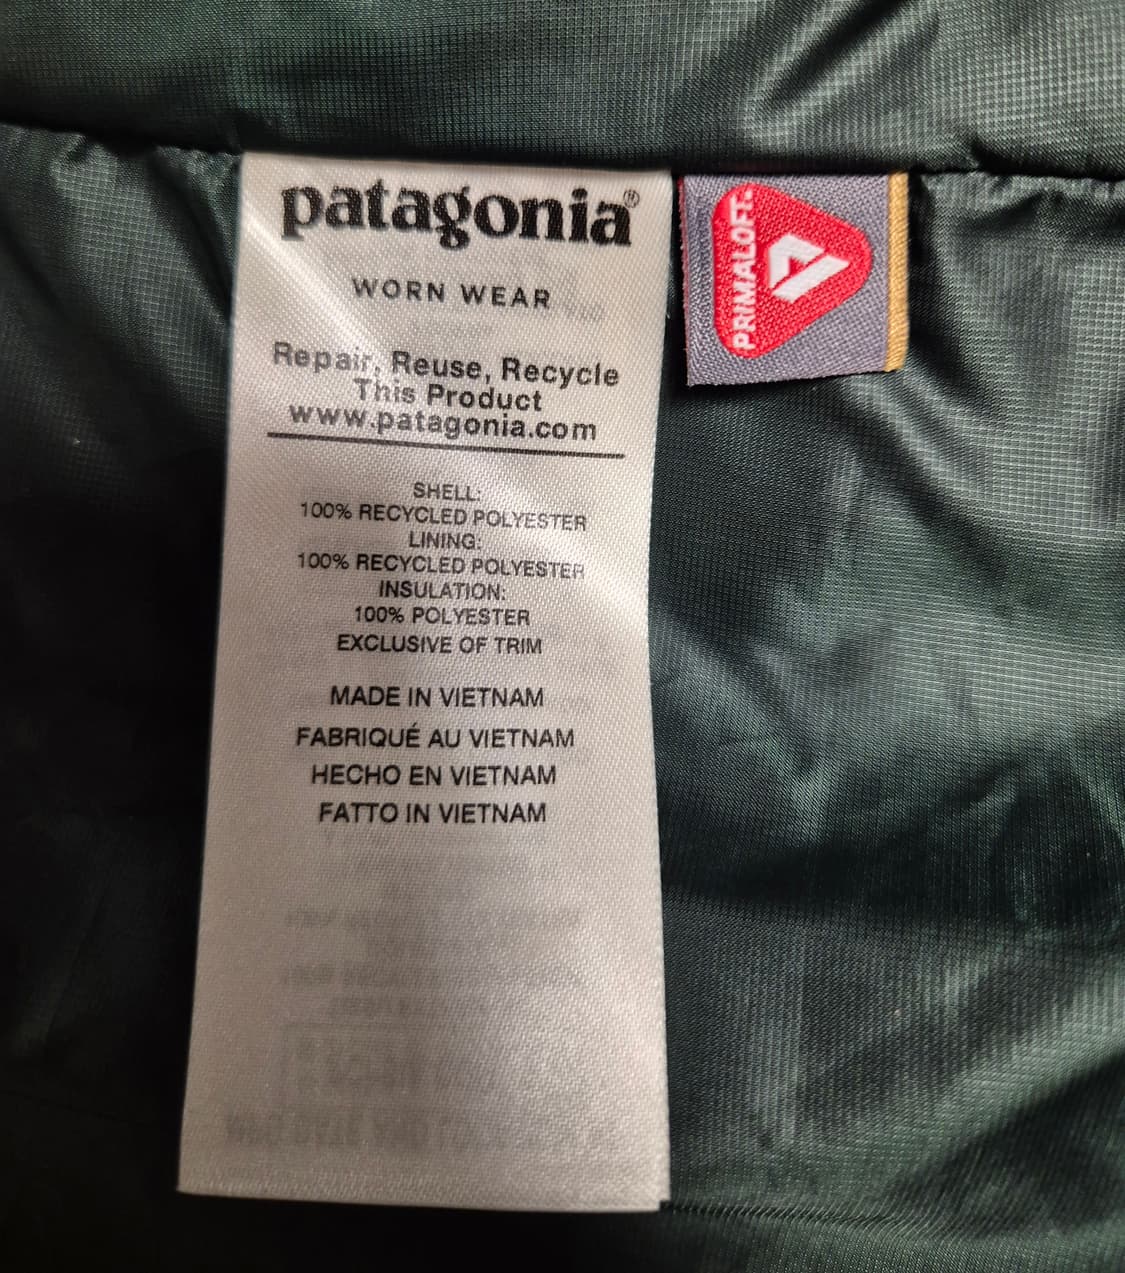 patagonia®
WORN WEAR
Repair, Reuse, Recycle
This Product
www.patagonia.com
SHELL:
100% RECYCLED POLYESTER
LINING:
100% RECYCLED POLYESTER
INSULATION:
100% POLYESTER
EXCLUSIVE OF TRIM
MADE IN VIETNAM
FABRIQUÉ AU VIETNAM
HECHO EN VIETNAM
FATTO IN VIETNAM
PRIMALOFT